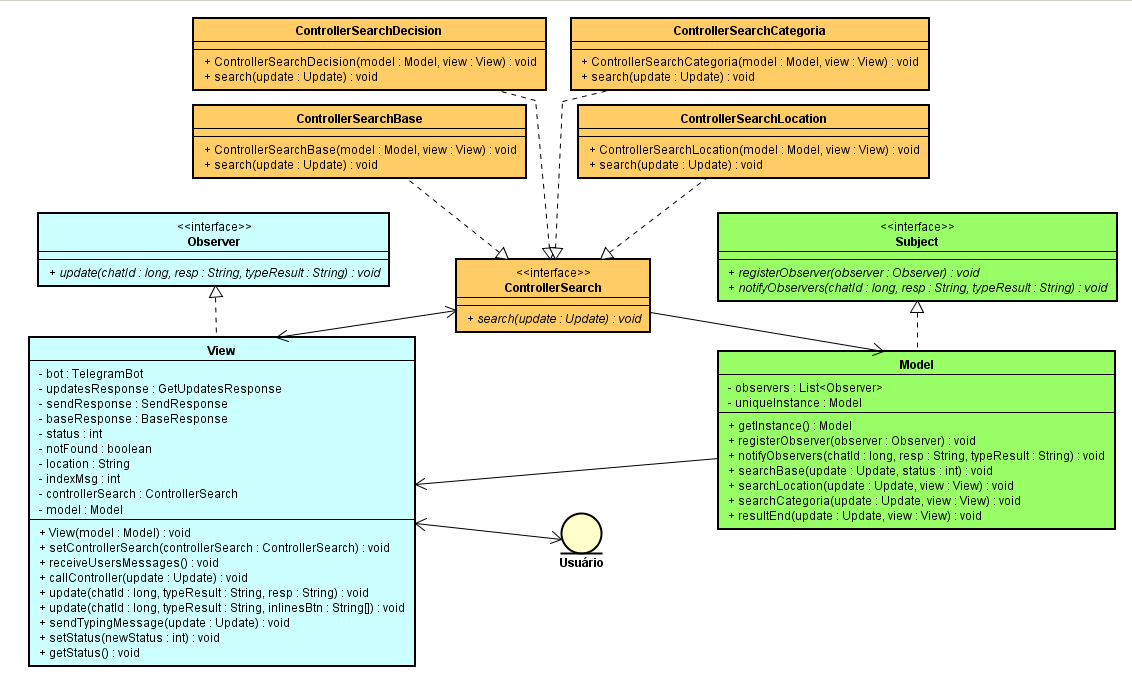 ControllerSearchDecision
+ ControllerSearchDecision(model : Model, view : View) : void
+ search(update : Update) : void
ControllerSearchCategoria
+ ControllerSearchCategoria(model : Model, view : View) : void
+ search(update : Update) : void
ControllerSearchBase
+ ControllerSearchBase(model : Model, view : View) : void
+ search(update : Update) : void
ControllerSearchLocation
+ ControllerSearchLocation(model : Model, view : View) : void
+ search(update : Update) : void
<<interface>>
Observer
+ update(chatId : long, resp : String, typeResult : String) : void
<<interface>>
ControllerSearch
+ search(update : Update) : void
<<interface>>
Subject
+ registerObserver(observer : Observer) : void
+ notifyObservers(chatId : long, resp : String, typeResult : String) : void
View
- bot : TelegramBot
- updatesResponse : GetUpdatesResponse
- sendResponse : SendResponse
- baseResponse : BaseResponse
- status : int
- notFound : boolean
- location : String
- indexMsg : int
- controllerSearch : ControllerSearch
- model : Model
+ View(model : Model) : void
+ setControllerSearch(controllerSearch : ControllerSearch) : void
+ receiveUsersMessages() : void
+ callController(update : Update) : void
+ update(chatId : long, typeResult : String, resp : String) : void
+ update(chatId : long, typeResult : String, inlinesBtn : String[]) : void
+ sendTypingMessage(update : Update) : void
+ setStatus(newStatus : int) : void
+ getStatus() : void
Model
- observers : List<Observer>
- uniqueInstance : Model
+ getInstance() : Model
+ registerObserver(observer : Observer) : void
+ notifyObservers(chatId : long, resp : String, typeResult : String) : void
+ searchBase(update : Update, status : int) : void
+ searchLocation(update : Update, view : View) : void
+ searchCategoria(update : Update, view : View) : void
+ resultEnd(update : Update, view : View) : void
Usuário